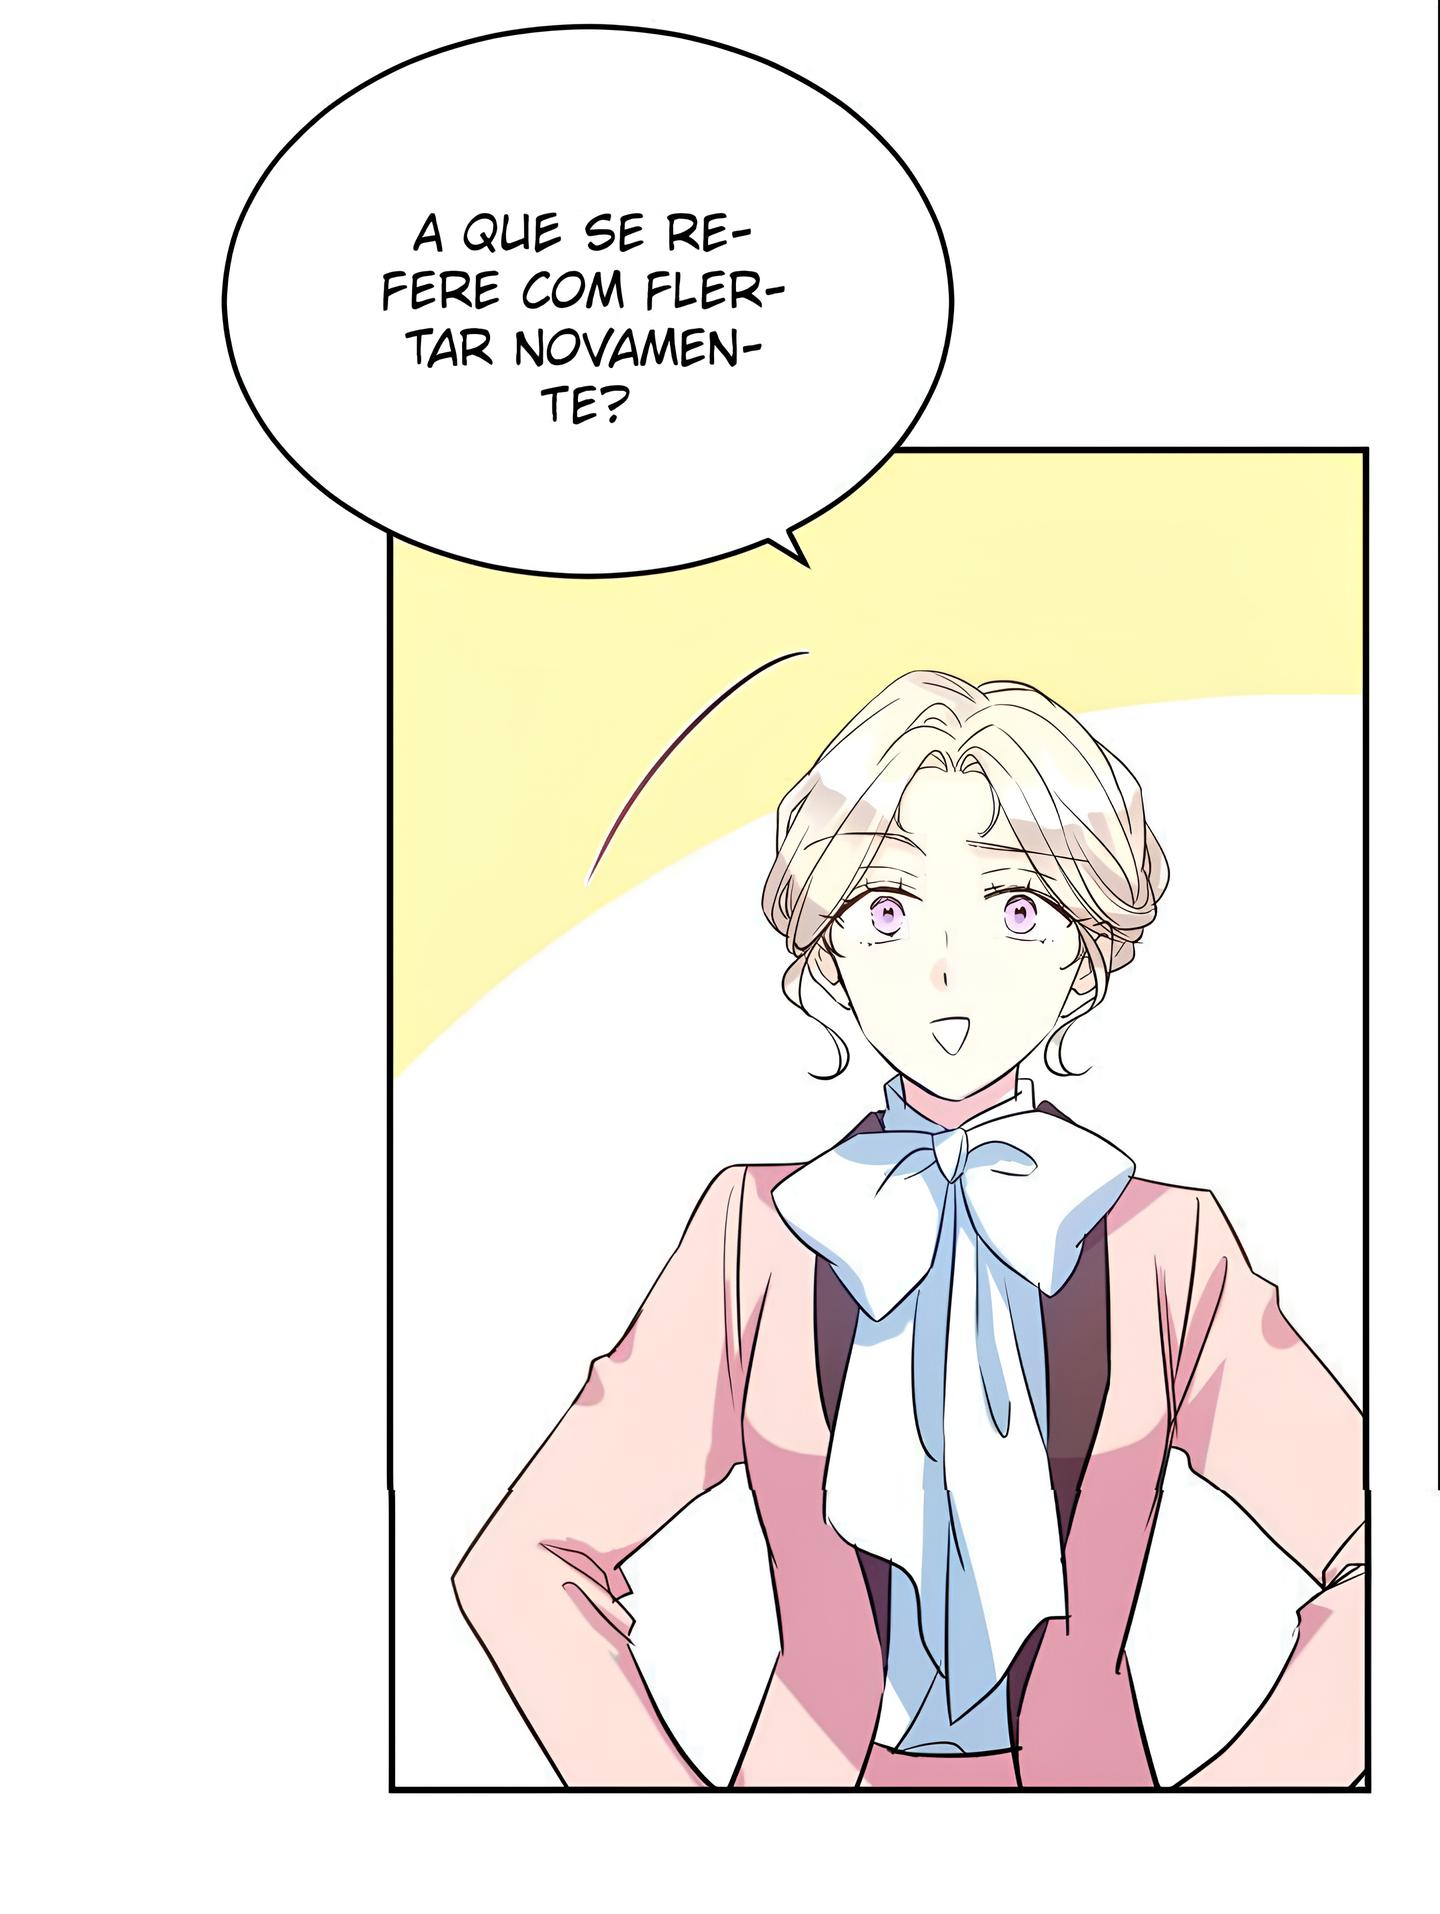 A QUE SE RE-
FERE COM FLER-
TAR NOVAMEN-
TE?